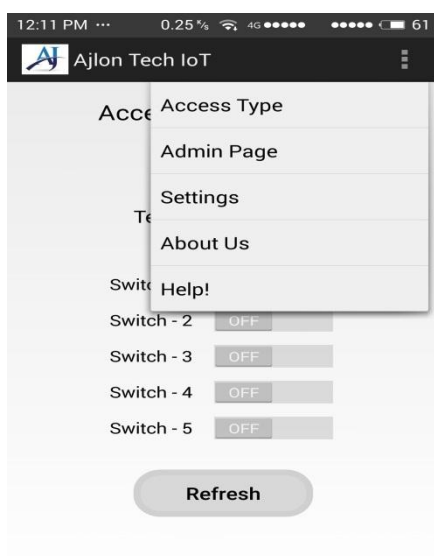 12:11 PM ... 0.25 K/s 4G 61
AJ Ajlon Tech IoT
Acce
Access Type
Admin Page
Te
Settings
About Us
Switc
Help!
Switch - 2 OFF
Switch - 3 OFF
Switch - 4 OFF
Switch - 5 OFF
Refresh